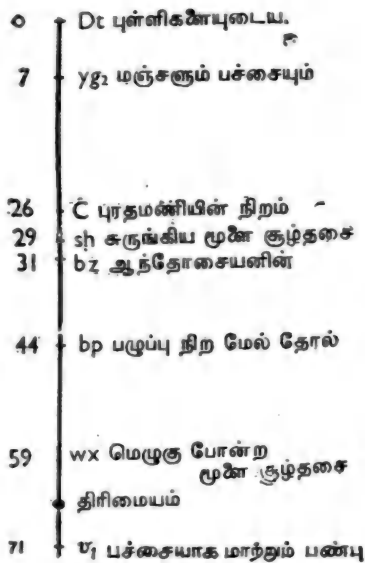 0 Dt புள்ளிகளையுடைய.
7 yg₂ மஞ்சளும் பச்சையும்
26 C புரதமணியின் நிறம்
29 sh சுருங்கிய மூளை சூழ்தசை
31 bz ஆந்தோசையனின்
44 bp பழுப்பு நிற மேல் தோல்
59 wx மெழுகு போன்ற
மூளை சூழ்தசை
திரிமையம்
71 v₁ பச்சையாக மாற்றும் பண்பு